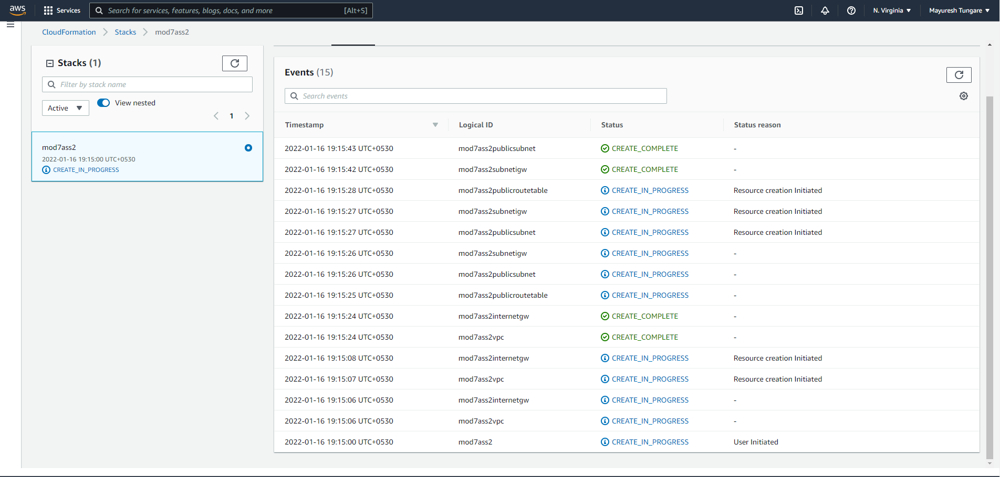 aws Services Search for services, features, blogs, docs, and more [Alt+S] N. Virginia Mayuresh Tungare
CloudFormation Stacks mod7ass2
Stacks (1)
Filter by stack name
Active View nested
1
mod7ass2
2022-01-16 19:15:00 UTC+0530
CREATE_IN_PROGRESS
Events (15)
Search events
Timestamp Logical ID Status Status reason
2022-01-16 19:15:43 UTC+0530 mod7ass2publicsubnet CREATE_COMPLETE -
2022-01-16 19:15:42 UTC+0530 mod7ass2subnetigw CREATE_COMPLETE -
2022-01-16 19:15:28 UTC+0530 mod7ass2publicroutetable CREATE_IN_PROGRESS Resource creation Initiated
2022-01-16 19:15:27 UTC+0530 mod7ass2subnetigw CREATE_IN_PROGRESS Resource creation Initiated
2022-01-16 19:15:27 UTC+0530 mod7ass2publicsubnet CREATE_IN_PROGRESS Resource creation Initiated
2022-01-16 19:15:26 UTC+0530 mod7ass2subnetigw CREATE_IN_PROGRESS -
2022-01-16 19:15:26 UTC+0530 mod7ass2publicsubnet CREATE_IN_PROGRESS -
2022-01-16 19:15:25 UTC+0530 mod7ass2publicroutetable CREATE_IN_PROGRESS -
2022-01-16 19:15:24 UTC+0530 mod7ass2internetgw CREATE_COMPLETE -
2022-01-16 19:15:24 UTC+0530 mod7ass2vpc CREATE_COMPLETE -
2022-01-16 19:15:08 UTC+0530 mod7ass2internetgw CREATE_IN_PROGRESS Resource creation Initiated
2022-01-16 19:15:07 UTC+0530 mod7ass2vpc CREATE_IN_PROGRESS Resource creation Initiated
2022-01-16 19:15:06 UTC+0530 mod7ass2internetgw CREATE_IN_PROGRESS -
2022-01-16 19:15:06 UTC+0530 mod7ass2vpc CREATE_IN_PROGRESS -
2022-01-16 19:15:00 UTC+0530 mod7ass2 CREATE_IN_PROGRESS User Initiated